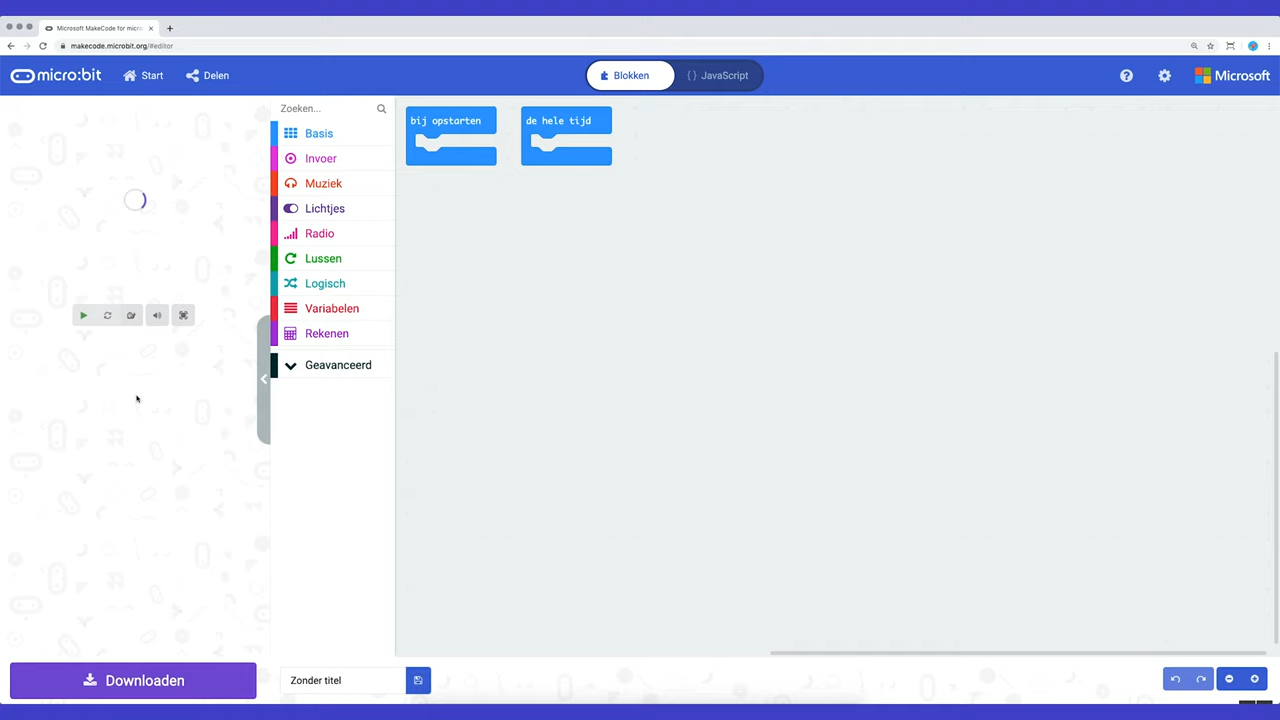 Microsoft MakeCode for micro:
makecode.microbit.org/#editor
micro:bit
Start
Delen
Blokken
{ } JavaScript
Microsoft
Zoeken...
Basis
Invoer
Muziek
Lichtjes
Radio
Lussen
Logisch
Variabelen
Rekenen
Geavanceerd
bij opstarten
de hele tijd
Downloaden
Zonder titel